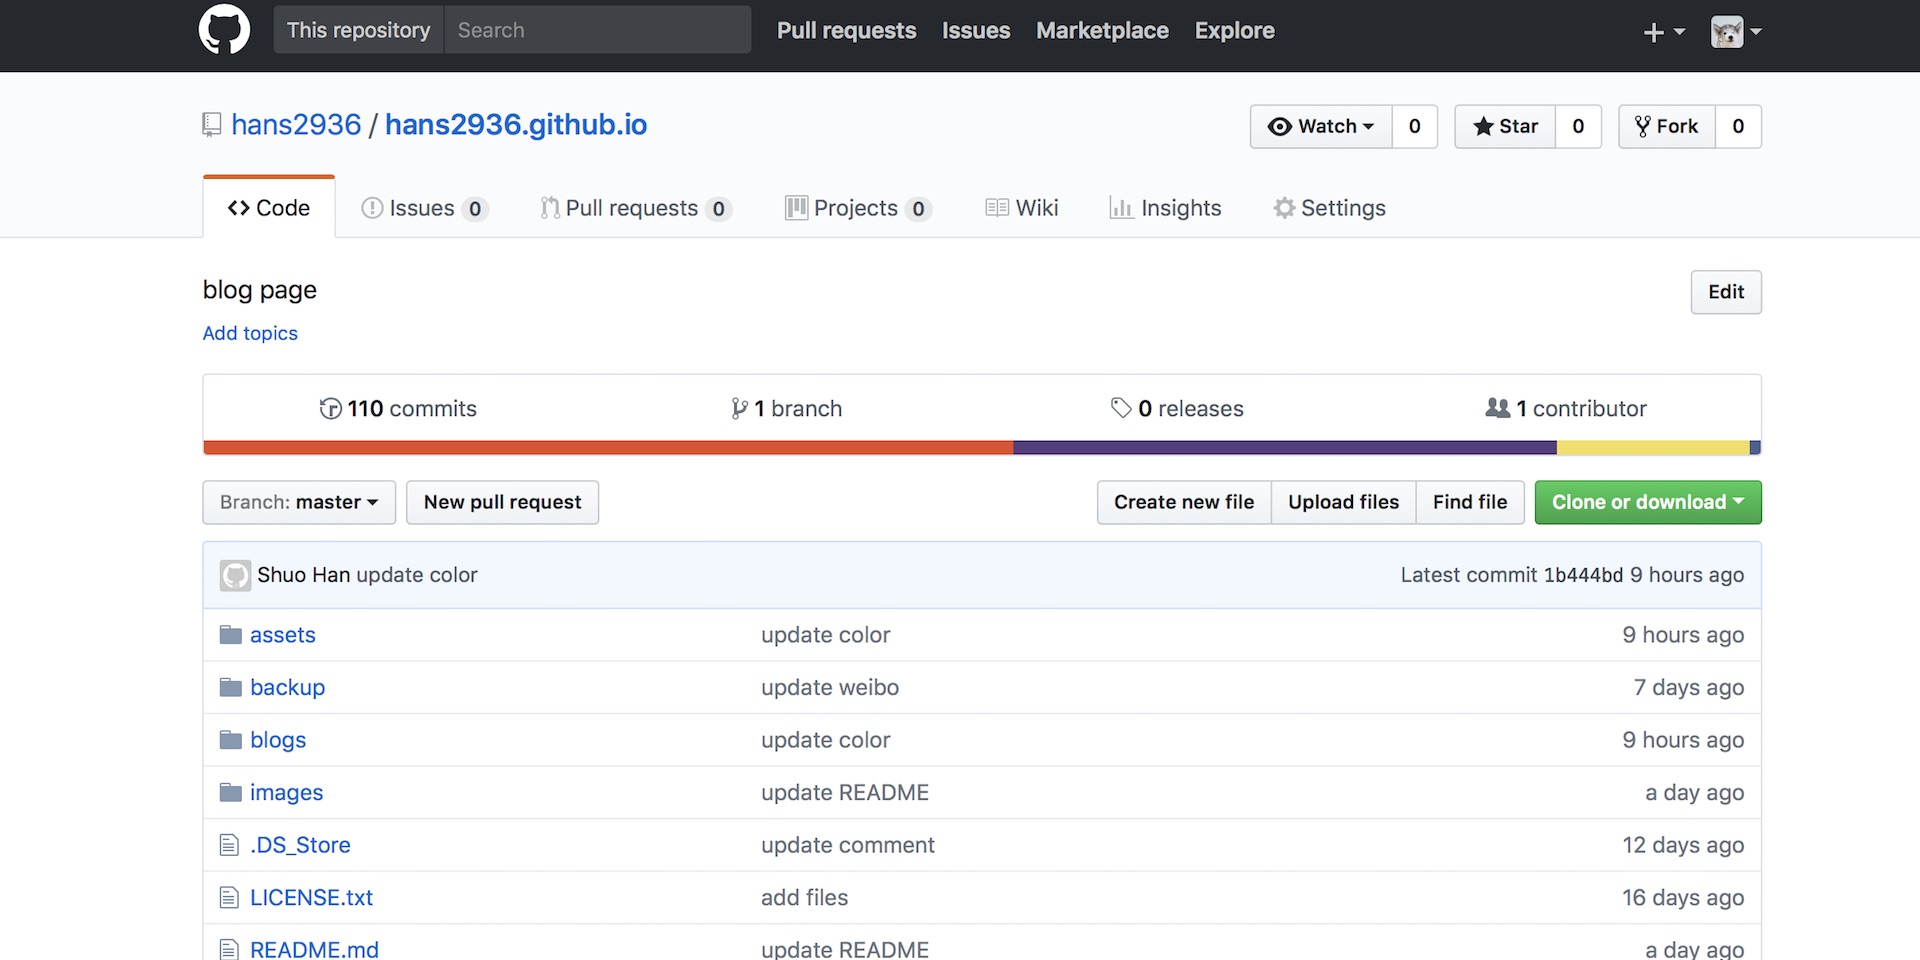 This repository Search Pull requests Issues Marketplace Explore
hans2936 / hans2936.github.io Watch 0 Star 0 Fork 0
Code Issues 0 Pull requests 0 Projects 0 Wiki Insights Settings
blog page Edit
Add topics
110 commits 1 branch 0 releases 1 contributor
Branch: master New pull request Create new file Upload files Find file Clone or download
Shuo Han update color Latest commit 1b444bd 9 hours ago
assets update color 9 hours ago
backup update weibo 7 days ago
blogs update color 9 hours ago
images update README a day ago
.DS_Store update comment 12 days ago
LICENSE.txt add files 16 days ago
README.md update README a day ago